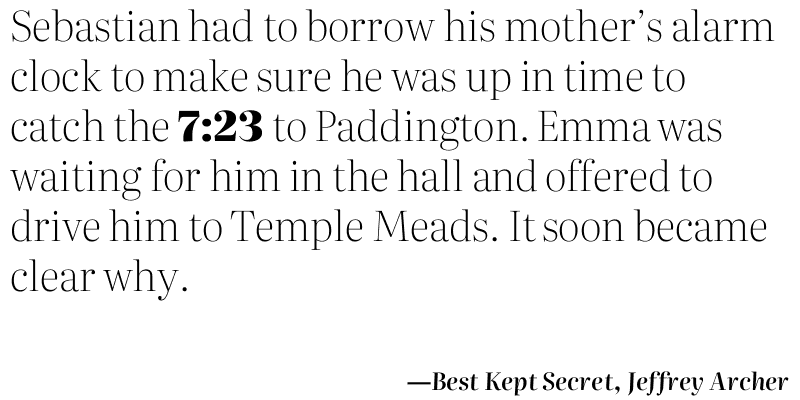 Sebastian had to borrow his mother’s alarm
clock to make sure he was up in time to
catch the 7:23 to Paddington. Emma was
waiting for him in the hall and offered to
drive him to Temple Meads. It soon became
clear why.
—Best Kept Secret, Jeffrey Archer